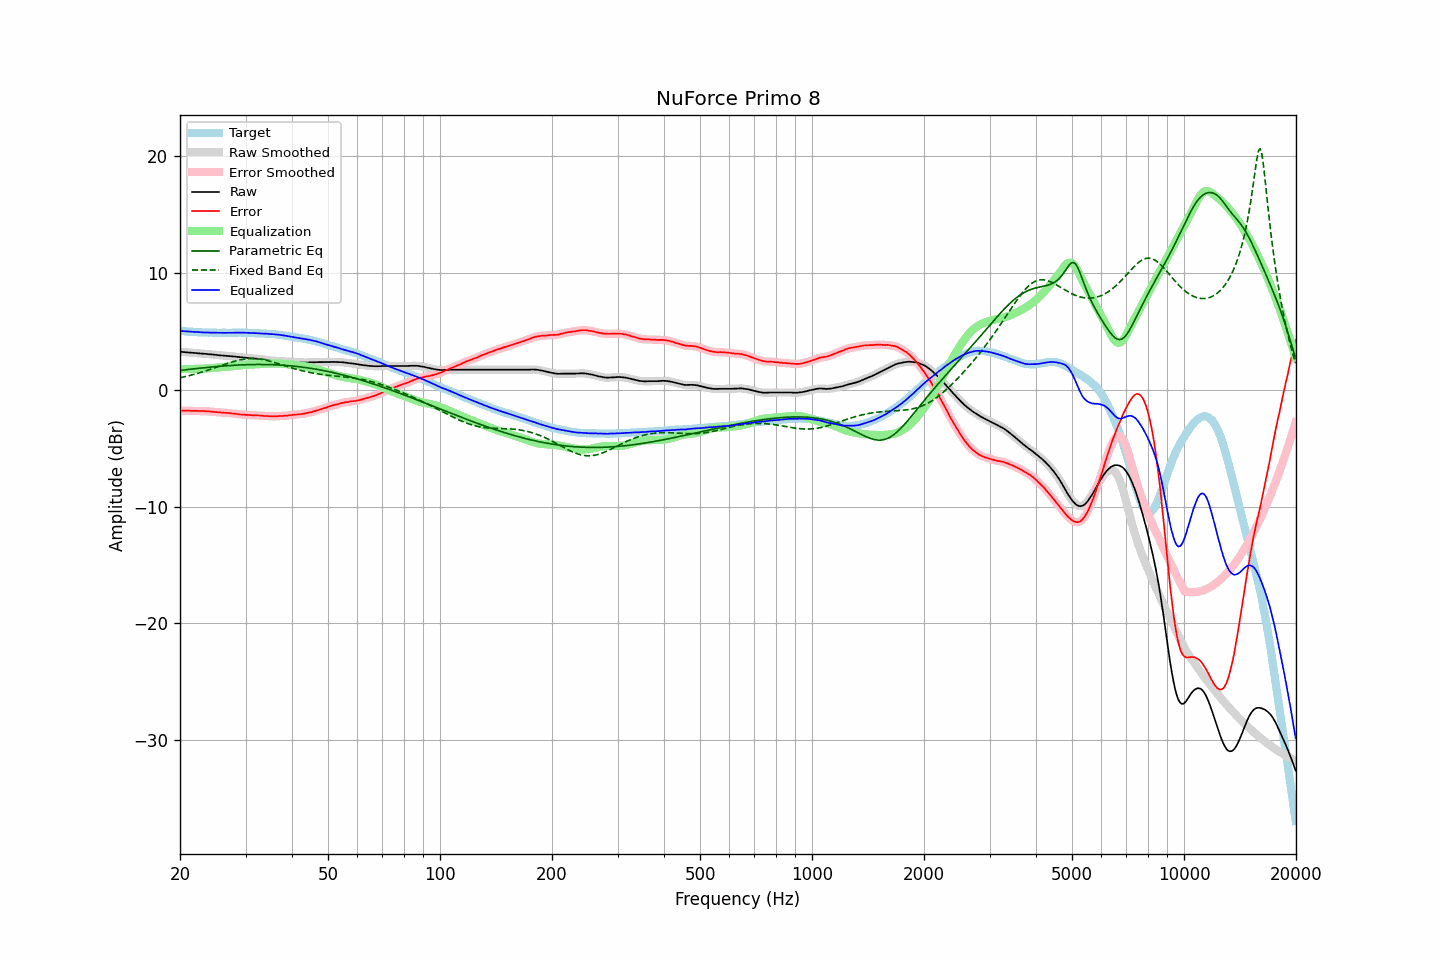 NuForce Primo 8
Target
Raw Smoothed
Error Smoothed
Raw
Error
Equalization
Parametric Eq
Fixed Band Eq
Equalized
20
10
0
−10
−20
−30
Amplitude (dBr)
20
50
100
200
500
1000
2000
5000
10000
20000
Frequency (Hz)